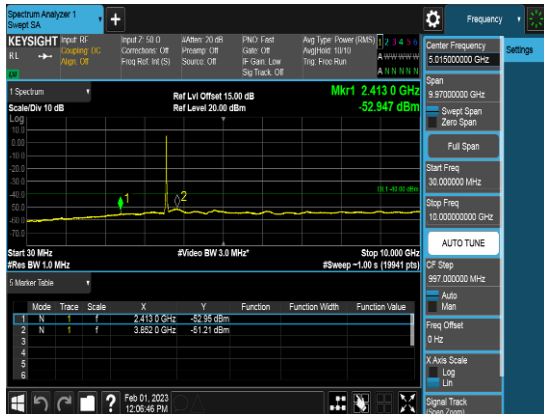 Spectrum Analyzer 1
Swept SA
+
Frequency
KEYSIGHT
RL
Input: RF
Coupling: DC
Align: Off
Input Z: 50 Ω
Corrections: Off
Freq Ref: Int (S)
#Atten: 20 dB
Preamp: Off
Source: Off
PNO: Fast
Gate: Off
IF Gain: Low
Sig Track: Off
Avg Type: Power (RMS)
Avg|Hold: 10/10
Trig: Free Run
1 2 3 4 5 6
A W W W W W
A N N N N N
1 Spectrum
Scale/Div 10 dB
Ref Lvl Offset 15.00 dB
Ref Level 20.00 dBm
Mkr1 2.413 0 GHz
-52.947 dBm
Log
10.0
0.00
-10.0
-20.0
-30.0
-40.0
-50.0
-60.0
-70.0
DL1 -40.00 dBm
1
2
Start 30 MHz
#Video BW 3.0 MHz*
Stop 10.000 GHz
#Res BW 1.0 MHz
#Sweep ~1.00 s (19941 pts)
5 Marker Table
Mode Trace Scale X Y Function Function Width Function Value
1 N 1 f 2.413 0 GHz -52.95 dBm
2 N 1 f 3.852 0 GHz -51.21 dBm
3
4
5
6
Feb 01, 2023
12:06:46 PM
?
Center Frequency
5.015000000 GHz
Settings
Span
9.97000000 GHz
Swept Span
Zero Span
Full Span
Start Freq
30.000000 MHz
Stop Freq
10.000000000 GHz
AUTO TUNE
CF Step
997.000000 MHz
Auto
Man
Freq Offset
0 Hz
X Axis Scale
Log
Lin
Signal Track
(Span Zoom)